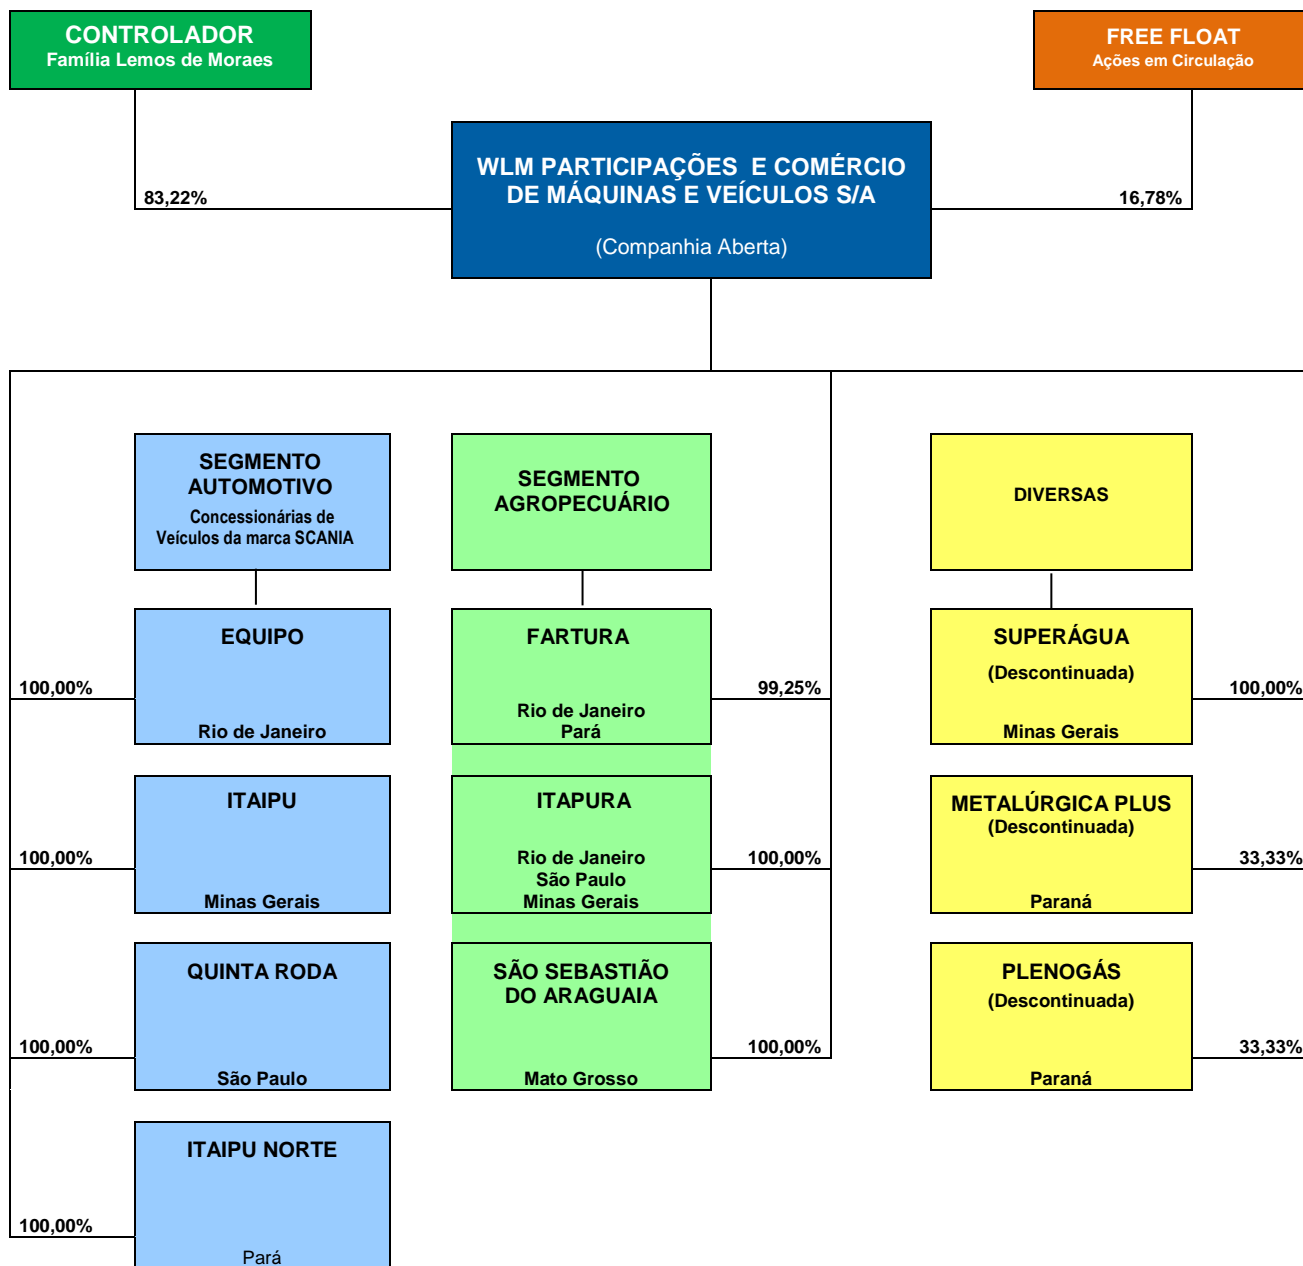 CONTROLADOR
Família Lemos de Moraes
FREE FLOAT
Ações em Circulação
WLM PARTICIPAÇÕES E COMÉRCIO
DE MÁQUINAS E VEÍCULOS S/A
(Companhia Aberta)
83,22%
16,78%
SEGMENTO
AUTOMOTIVO
Concessionárias de
Veículos da marca SCANIA
SEGMENTO
AGROPECUÁRIO
DIVERSAS
EQUIPO
Rio de Janeiro
100,00%
FARTURA
Rio de Janeiro
Pará
99,25%
SUPERÁGUA
(Descontinuada)
Minas Gerais
100,00%
ITAIPU
Minas Gerais
100,00%
ITAPURA
Rio de Janeiro
São Paulo
Minas Gerais
100,00%
METALÚRGICA PLUS
(Descontinuada)
Paraná
33,33%
QUINTA RODA
São Paulo
100,00%
SÃO SEBASTIÃO
DO ARAGUAIA
Mato Grosso
100,00%
PLENOGÁS
(Descontinuada)
Paraná
33,33%
ITAIPU NORTE
Pará
100,00%